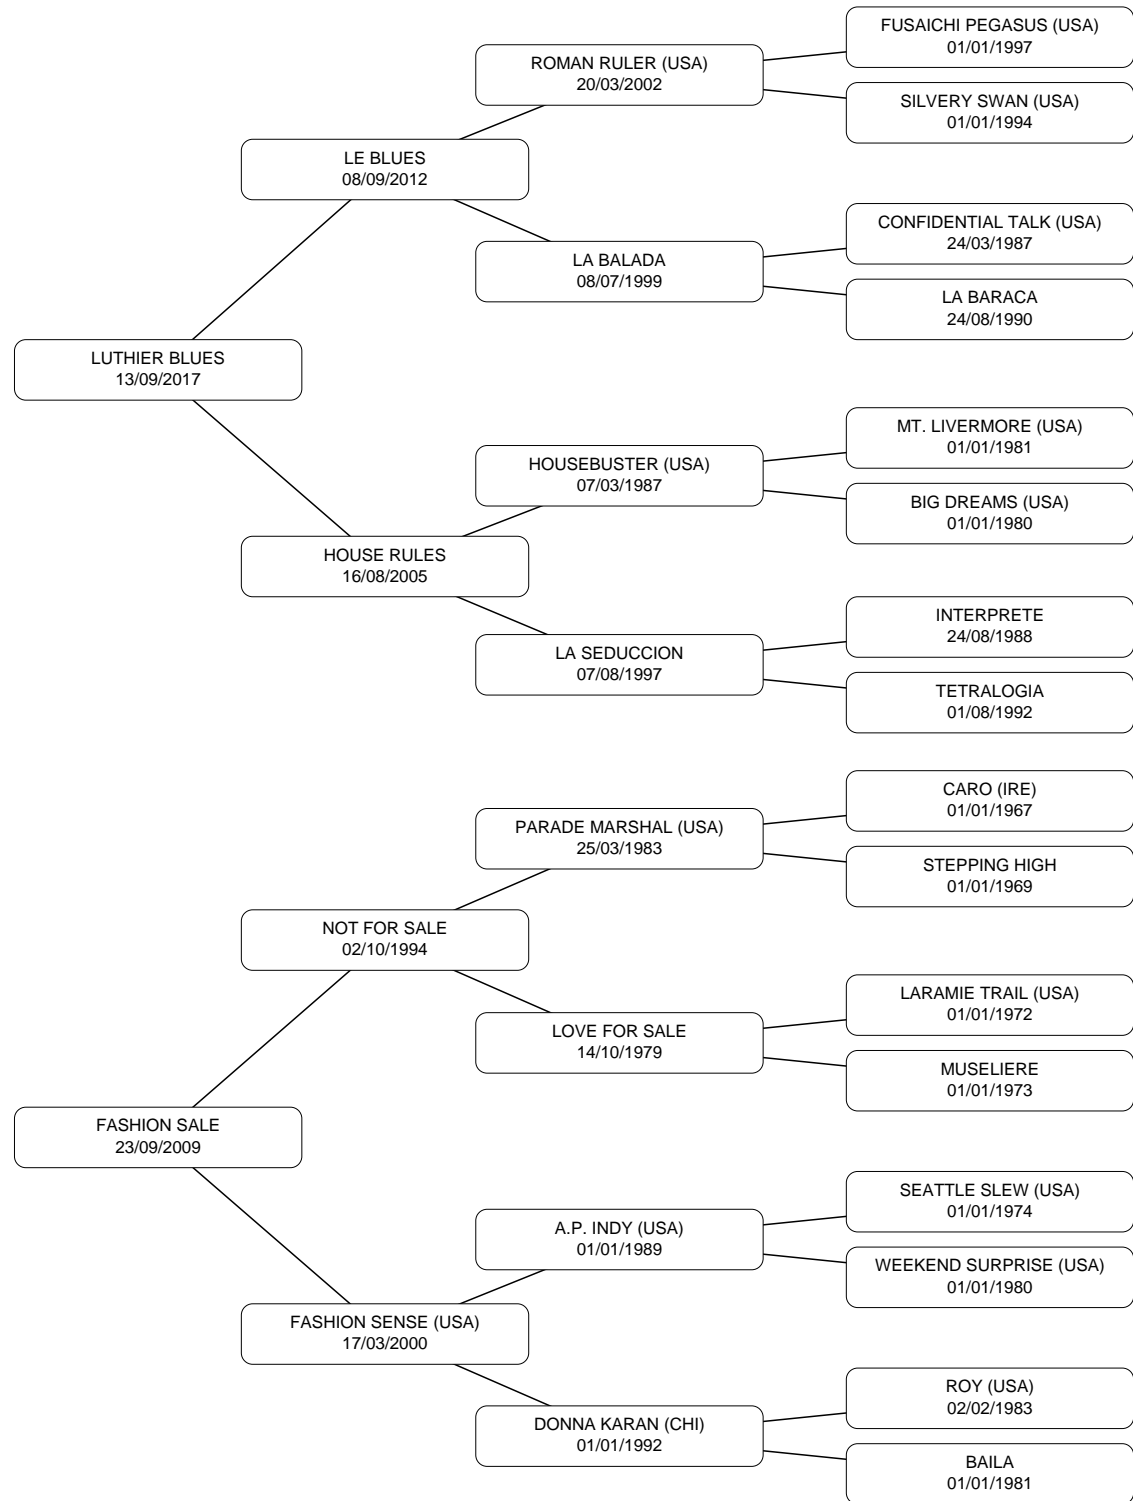 FUSAICHI PEGASUS (USA)
01/01/1997
ROMAN RULER (USA)
20/03/2002
SILVERY SWAN (USA)
01/01/1994
LE BLUES
08/09/2012
CONFIDENTIAL TALK (USA)
24/03/1987
LA BALADA
08/07/1999
LA BARACA
24/08/1990
LUTHIER BLUES
13/09/2017
MT. LIVERMORE (USA)
01/01/1981
HOUSEBUSTER (USA)
07/03/1987
BIG DREAMS (USA)
01/01/1980
HOUSE RULES
16/08/2005
INTERPRETE
24/08/1988
LA SEDUCCION
07/08/1997
TETRALOGIA
01/08/1992
CARO (IRE)
01/01/1967
PARADE MARSHAL (USA)
25/03/1983
STEPPING HIGH
01/01/1969
NOT FOR SALE
02/10/1994
LARAMIE TRAIL (USA)
01/01/1972
LOVE FOR SALE
14/10/1979
MUSELIERE
01/01/1973
FASHION SALE
23/09/2009
SEATTLE SLEW (USA)
01/01/1974
A.P. INDY (USA)
01/01/1989
WEEKEND SURPRISE (USA)
01/01/1980
FASHION SENSE (USA)
17/03/2000
ROY (USA)
02/02/1983
DONNA KARAN (CHI)
01/01/1992
BAILA
01/01/1981